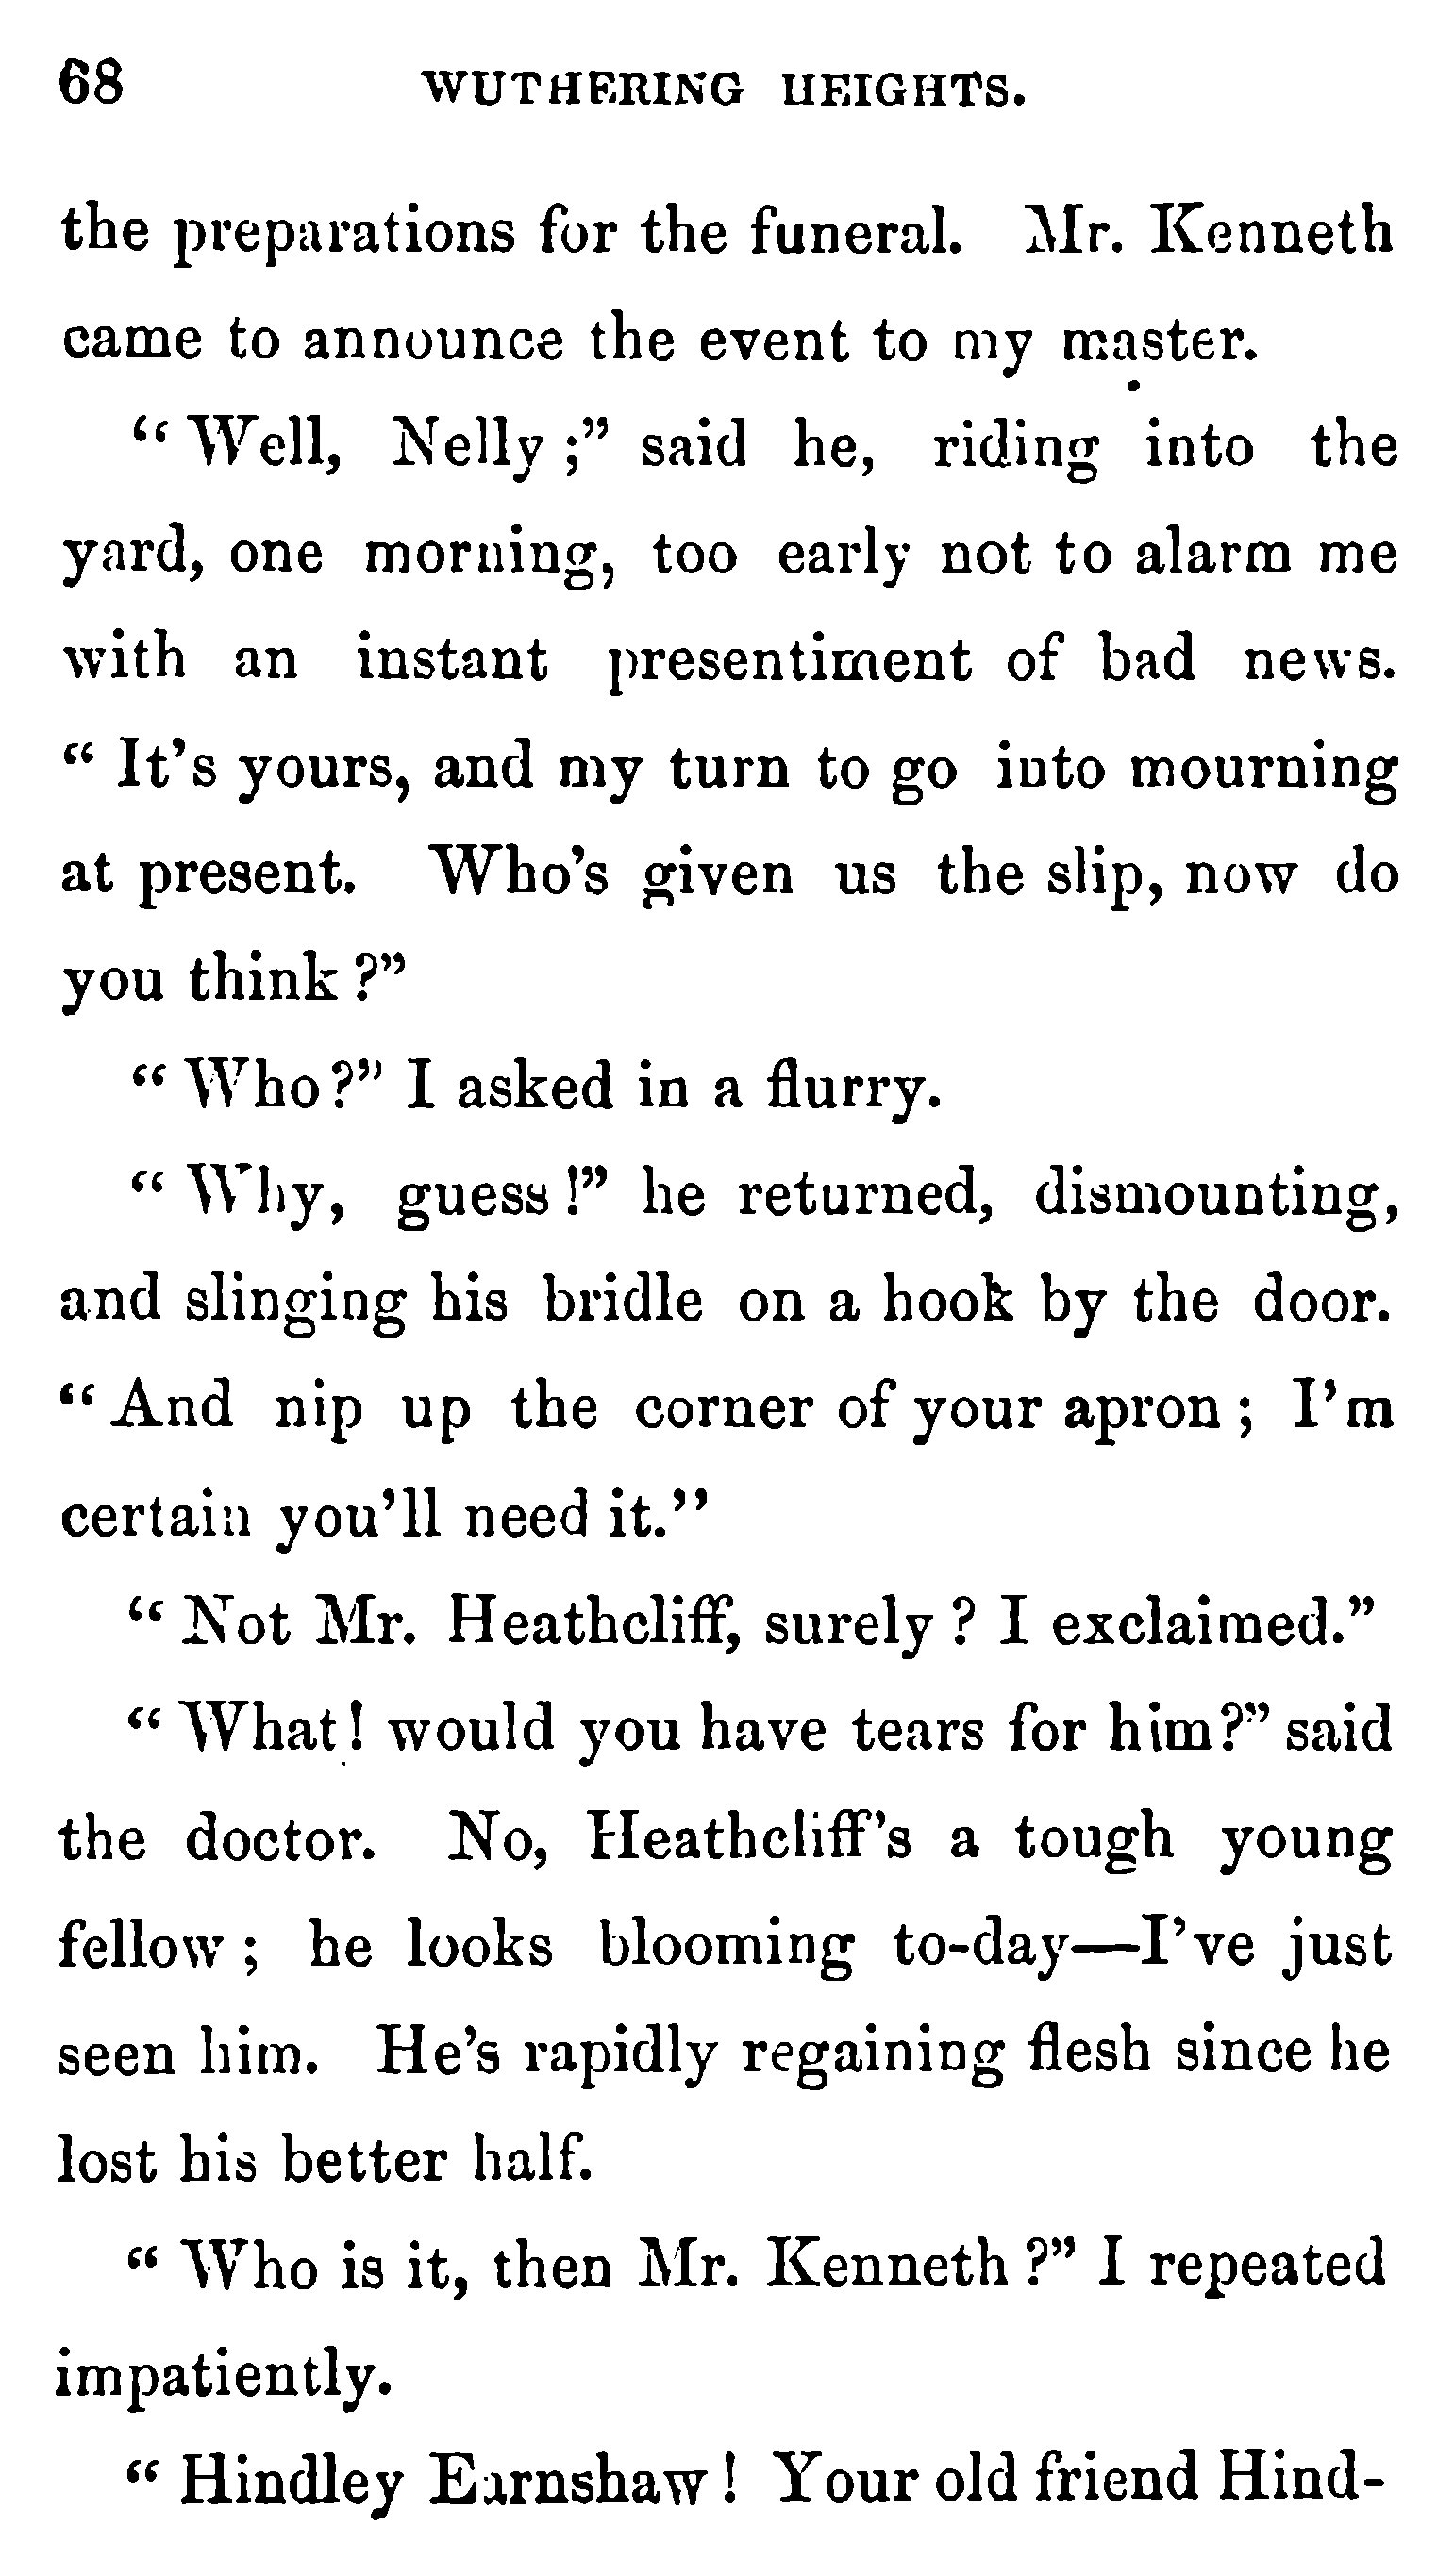 68 WUTHERING HEIGHTS.
the preparations for the funeral. Mr. Kenneth
came to announce the event to my master.
“ Well, Nelly ;” said he, riding into the
yard, one morning, too early not to alarm me
with an instant presentiment of bad news.
“ It’s yours, and my turn to go into mourning
at present. Who’s given us the slip, now do
you think ?”
“ Who ?” I asked in a flurry.
“ Why, guess !” he returned, dismounting,
and slinging his bridle on a hook by the door.
“ And nip up the corner of your apron ; I’m
certain you’ll need it.”
“ Not Mr. Heathcliff, surely ? I exclaimed.”
“ What ! would you have tears for him ?” said
the doctor. No, Heathcliff’s a tough young
fellow ; he looks blooming to-day—I’ve just
seen him. He’s rapidly regaining flesh since he
lost his better half.
“ Who is it, then Mr. Kenneth ?” I repeated
impatiently.
“ Hindley Earnshaw ! Your old friend Hind-